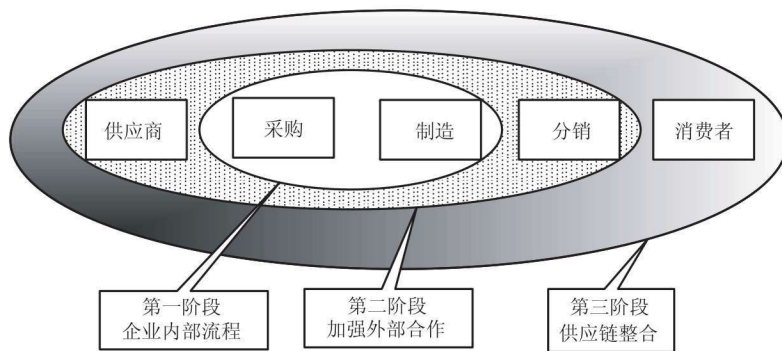 供应商
采购
制造
分销
消费者
第一阶段
企业内部流程
第二阶段
加强外部合作
第三阶段
供应链整合